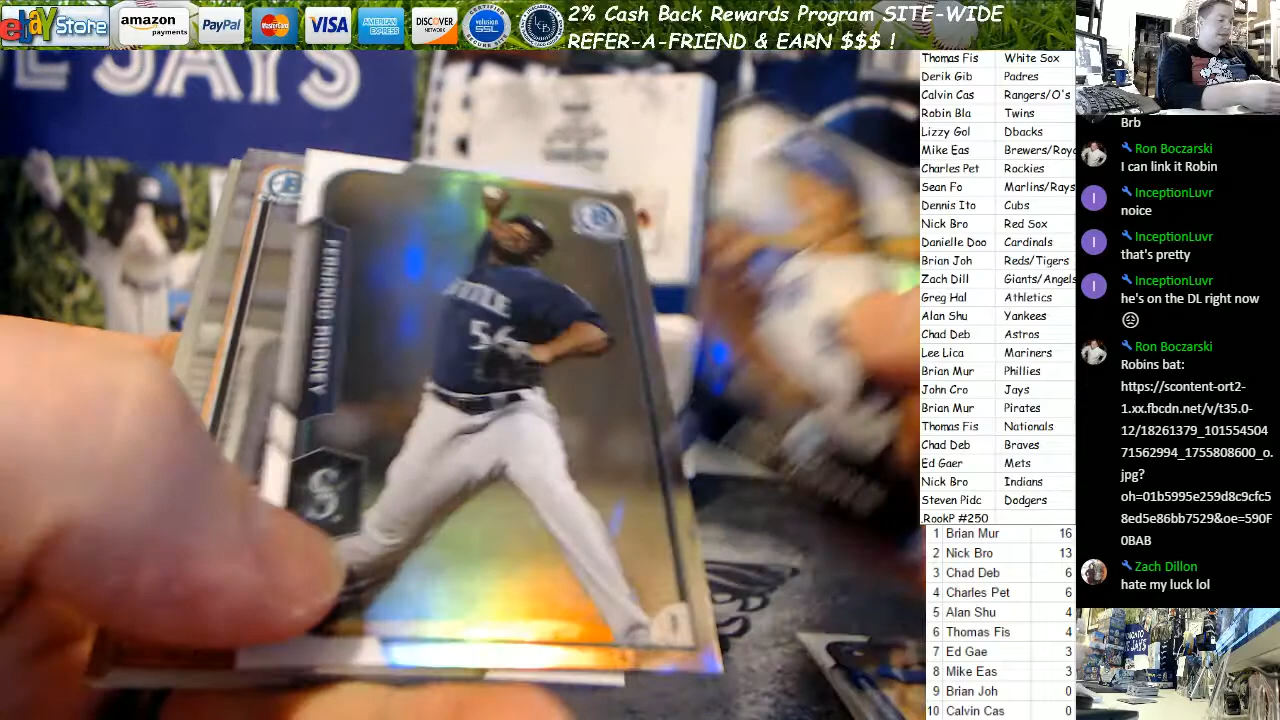 ebay Store
amazon payments
PayPal
MasterCard
VISA
AMERICAN EXPRESS
DISCOVER NETWORK
2% Cash Back Rewards Program SITE-WIDE
REFER-A-FRIEND & EARN $$$ !
JAYS
Thomas Fis White Sox
Derik Gib Padres
Calvin Cas Rangers/O's
Robin Bla Twins
Lizzy Gol Dbacks
Mike Eas Brewers/Roya
Charles Pet Rockies
Sean Fo Marlins/Rays
Dennis Ito Cubs
Nick Bro Red Sox
Danielle Doo Cardinals
Brian Joh Reds/Tigers
Zach Dill Giants/Angels
Greg Hal Athletics
Alan Shu Yankees
Chad Deb Astros
Lee Lica Mariners
Brian Mur Phillies
John Cro Jays
Brian Mur Pirates
Thomas Fis Nationals
Chad Deb Braves
Ed Gaer Mets
Nick Bro Indians
Steven Pidc Dodgers
.RookP #250
1 Brian Mur 16
2 Nick Bro 13
3 Chad Deb 6
4 Charles Pet 6
5 Alan Shu 4
6 Thomas Fis 4
7 Ed Gae 3
8 Mike Eas 3
9 Brian Joh 0
10 Calvin Cas 0
Brb
Ron Boczarski
I can link it Robin
I InceptionLuvr
noice
I InceptionLuvr
that's pretty
I InceptionLuvr
he's on the DL right now
Ron Boczarski
Robins bat:
https://scontent-ort2-
1.xx.fbcdn.net/v/t35.0-
12/18261379_101554504
71562994_1755808600_o.
jpg?
oh=01b5995e259d8c9cfc5
8ed5e86bb7529&oe=590F
0BAB
Zach Dillon
hate my luck lol